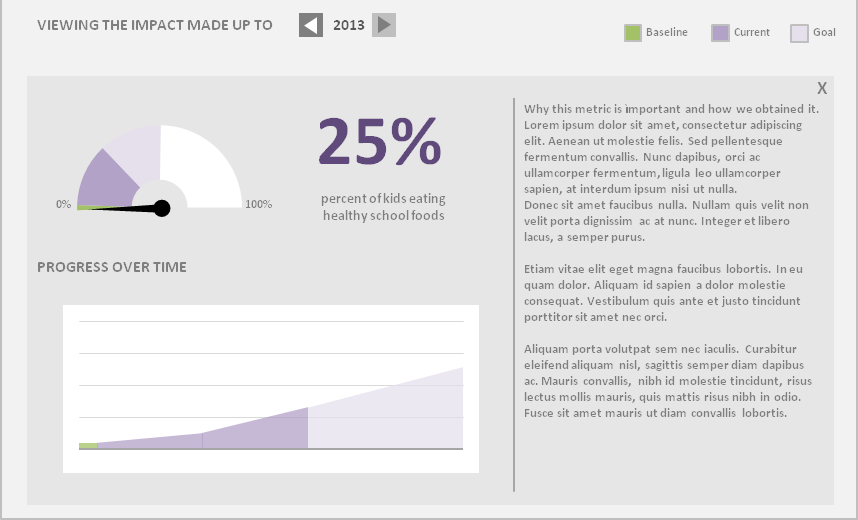 VIEWING THE IMPACT MADE UP TO
2013
Baseline
Current
Goal
X
0%
100%
25%
percent of kids eating
healthy school foods
PROGRESS OVER TIME
Why this metric is important and how we obtained it.
Lorem ipsum dolor sit amet, consectetur adipiscing
elit. Aenean ut molestie felis. Sed pellentesque
fermentum convallis. Nunc dapibus, orci ac
ullamcorper fermentum, ligula leo ullamcorper
sapien, at interdum ipsum nisi ut nulla.
Donec sit amet faucibus nulla. Nullam quis velit non
velit porta dignissim ac at nunc. Integer et libero
lacus, a semper purus.
Etiam vitae elit eget magna faucibus lobortis. In eu
quam dolor. Aliquam id sapien a dolor molestie
consequat. Vestibulum quis ante et justo tincidunt
porttitor sit amet nec orci.
Aliquam porta volutpat sem nec iaculis. Curabitur
eleifend aliquam nisl, sagittis semper diam dapibus
ac. Mauris convallis, nibh id molestie tincidunt, risus
lectus mollis mauris, quis mattis risus nibh in odio.
Fusce sit amet mauris ut diam convallis lobortis.